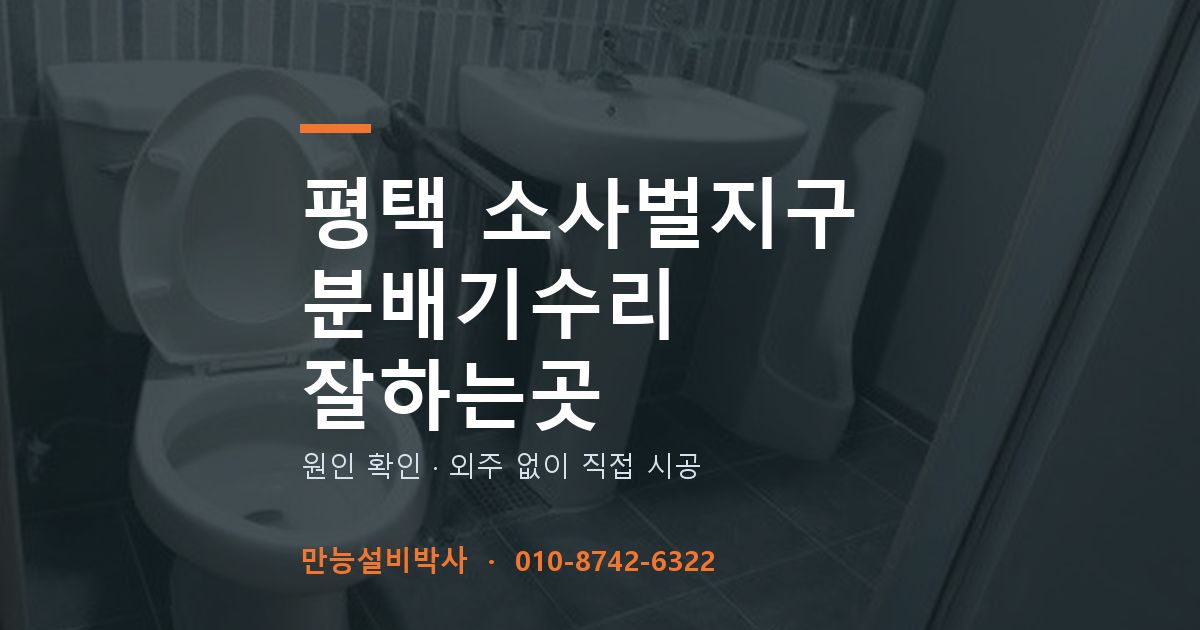 평택 소사벌지구
분배기수리
잘하는곳
원인 확인 · 외주 없이 직접 시공
만능설비박사 · 010-8742-6322